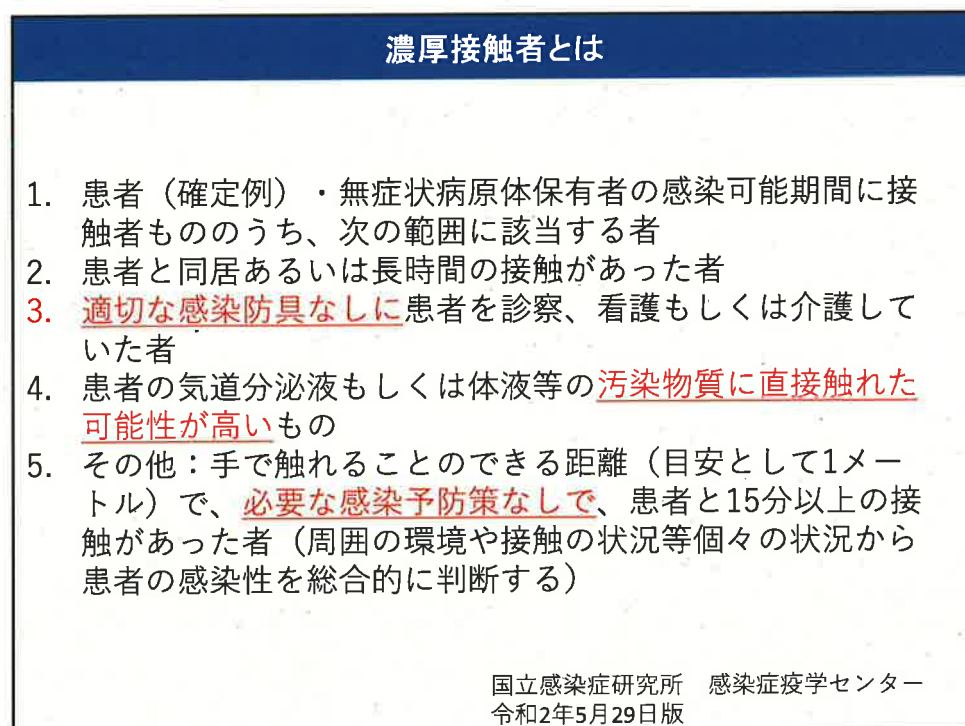 濃厚接触者とは
1. 患者（確定例）・無症状病原体保有者の感染可能期間に接
触者もののうち、次の範囲に該当する者
2. 患者と同居あるいは長時間の接触があった者
3. 適切な感染防具なしに患者を診察、看護もしくは介護して
いた者
4. 患者の気道分泌液もしくは体液等の汚染物質に直接触れた
可能性が高いもの
5. その他：手で触れることのできる距離（目安として1メー
トル）で、必要な感染予防策なしで、患者と15分以上の接
触があった者（周囲の環境や接触の状況等個々の状況から
患者の感染性を総合的に判断する）
国立感染症研究所　感染症疫学センター
令和2年5月29日版